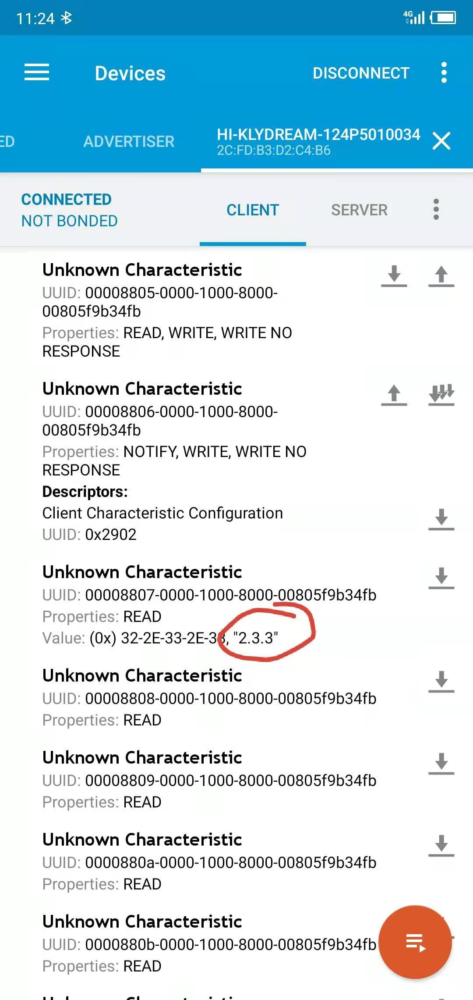 11:24
4G
Devices
DISCONNECT
ED
ADVERTISER
HI-KLYDREAM-124P5010034
2C:FD:B3:D2:C4:B6
CONNECTED
NOT BONDED
CLIENT
SERVER
Unknown Characteristic
UUID: 00008805-0000-1000-8000-
00805f9b34fb
Properties: READ, WRITE, WRITE NO
RESPONSE
Unknown Characteristic
UUID: 00008806-0000-1000-8000-
00805f9b34fb
Properties: NOTIFY, WRITE, WRITE NO
RESPONSE
Descriptors:
Client Characteristic Configuration
UUID: 0x2902
Unknown Characteristic
UUID: 00008807-0000-1000-8000-00805f9b34fb
Properties: READ
Value: (0x) 32-2E-33-2E-33, "2.3.3"
Unknown Characteristic
UUID: 00008808-0000-1000-8000-00805f9b34fb
Properties: READ
Unknown Characteristic
UUID: 00008809-0000-1000-8000-00805f9b34fb
Properties: READ
Unknown Characteristic
UUID: 0000880a-0000-1000-8000-00805f9b34fb
Properties: READ
Unknown Characteristic
UUID: 0000880b-0000-1000-8000-00805f9b34fb
Properties: READ